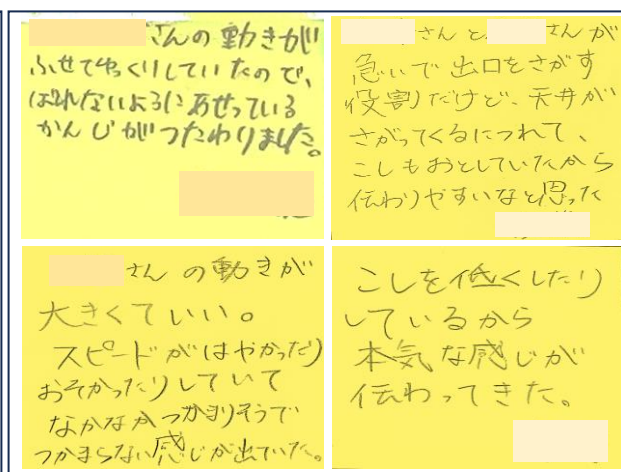 さんの動きが
ふせてゆっくりしていたので、
ばれないようにあせっている
かんじがつたわりました。
さんと さんが
急いで出口をさがす
役割だけど、天井が
さがってくるにつれて、
こしもおとしていたから
伝わりやすいなと思った
さんの動きが
大きくていい。
スピードがはやかったり
おそかったりしていて
なかなかつかまりそうで
つかまらない感じが出ていた。
こしを低くしたり
しているから
本気な感じが
伝わってきた。